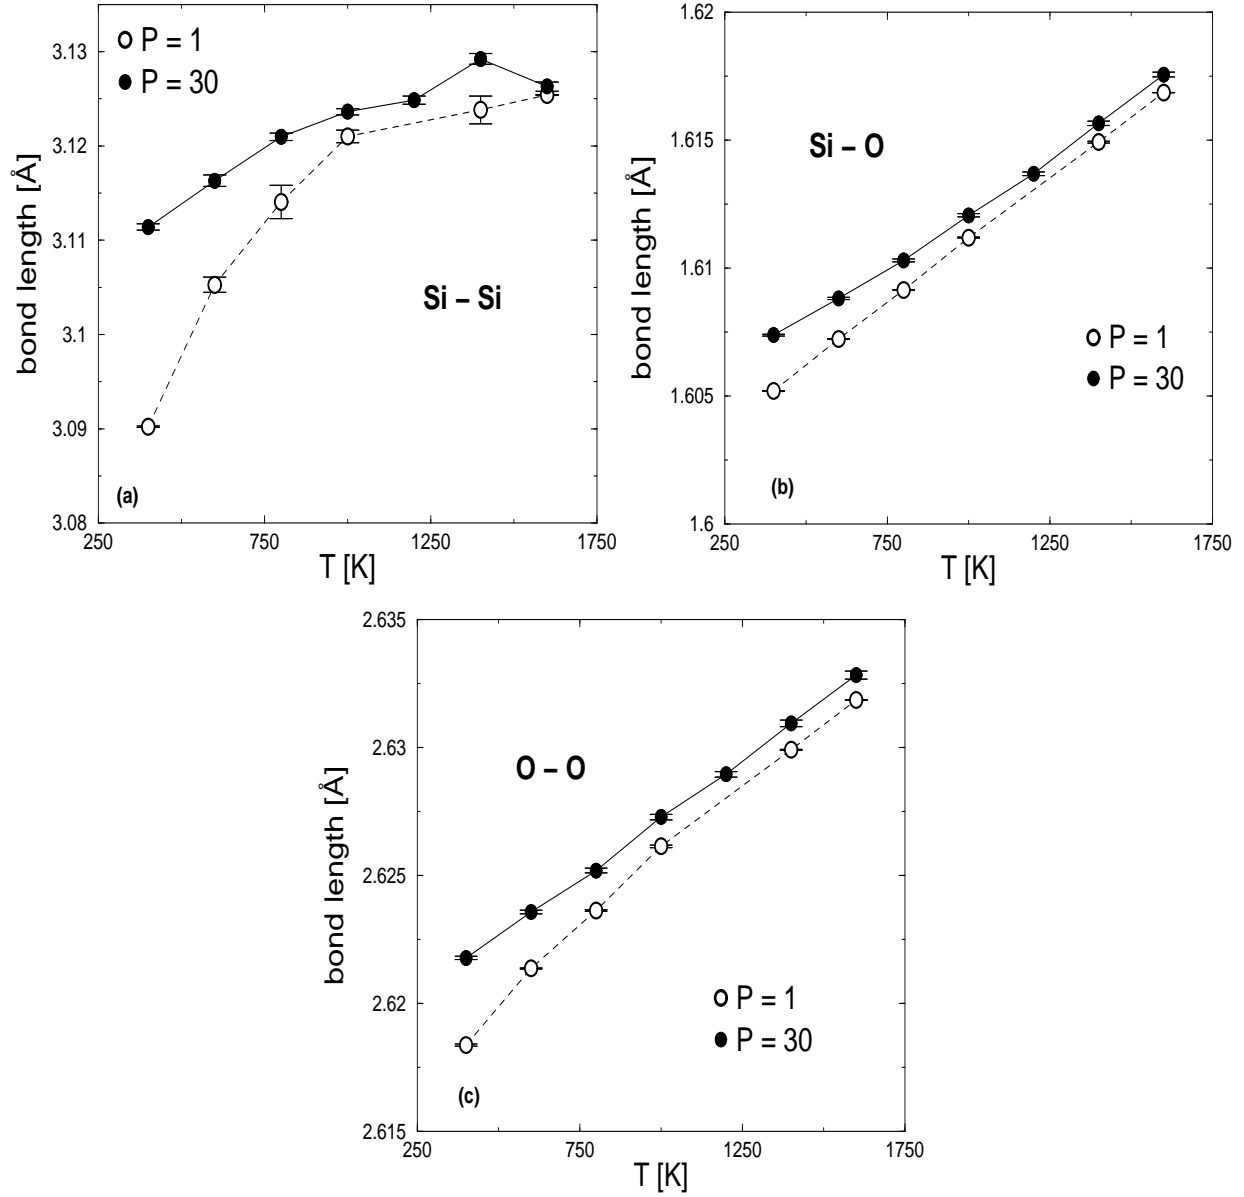 P = 1
P = 30
3.13
3.12
3.11
3.1
3.09
3.08
bond length [Å]
Si – Si
(a)
250
750
1250
1750
T [K]
1.62
1.615
1.61
1.605
1.6
bond length [Å]
Si – O
P = 1
P = 30
(b)
250
750
1250
1750
T [K]
2.635
2.63
2.625
2.62
2.615
bond length [Å]
O – O
P = 1
P = 30
(c)
250
750
1250
1750
T [K]